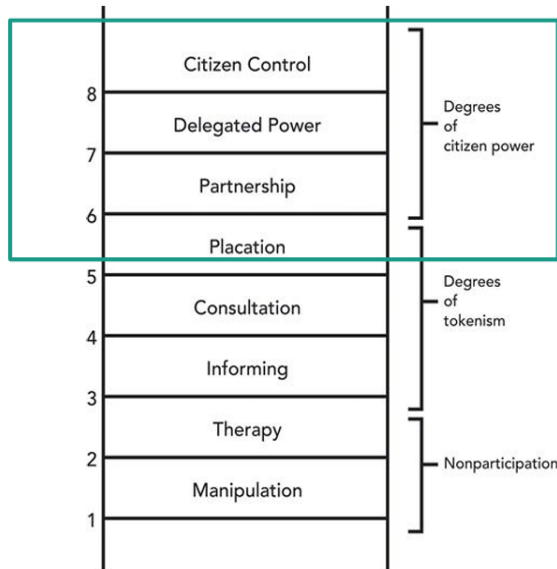 Citizen Control
8
Delegated Power
7
Partnership
6
Placation
5
Consultation
4
Informing
3
Therapy
2
Manipulation
1
Degrees
of
citizen power
Degrees
of
tokenism
Nonparticipation